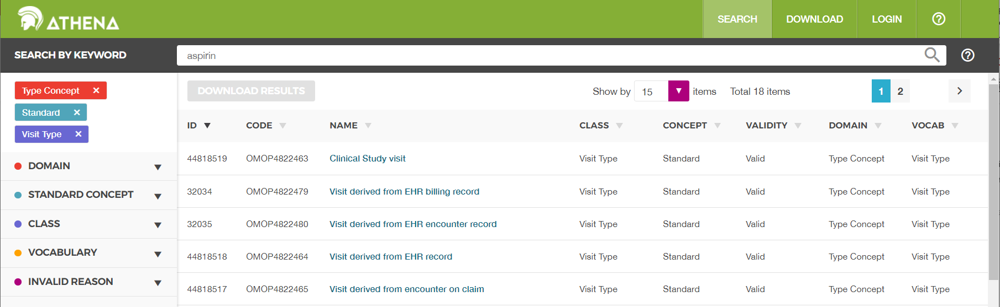 ATHENA
SEARCH DOWNLOAD LOGIN ?
SEARCH BY KEYWORD aspirin ?
Type Concept ×
Standard ×
Visit Type ×
DOMAIN
STANDARD CONCEPT
CLASS
VOCABULARY
INVALID REASON
DOWNLOAD RESULTS Show by 15 items Total 18 items 1 2 >
ID CODE NAME CLASS CONCEPT VALIDITY DOMAIN VOCAB
44818519 OMOP4822463 Clinical Study visit Visit Type Standard Valid Type Concept Visit Type
32034 OMOP4822479 Visit derived from EHR billing record Visit Type Standard Valid Type Concept Visit Type
32035 OMOP4822480 Visit derived from EHR encounter record Visit Type Standard Valid Type Concept Visit Type
44818518 OMOP4822464 Visit derived from EHR record Visit Type Standard Valid Type Concept Visit Type
44818517 OMOP4822465 Visit derived from encounter on claim Visit Type Standard Valid Type Concept Visit Type